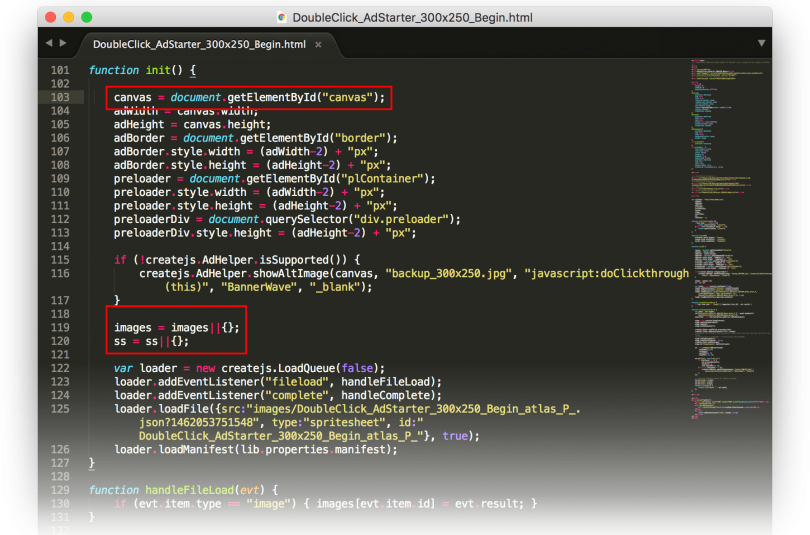 DoubleClick_AdStarter_300x250_Begin.html
DoubleClick_AdStarter_300x250_Begin.html ×
101 function init() {
102
103 canvas = document.getElementById("canvas");
104 adWidth = canvas.width;
105 adHeight = canvas.height;
106 adBorder = document.getElementById("border");
107 adBorder.style.width = (adWidth-2) + "px";
108 adBorder.style.height = (adHeight-2) + "px";
109 preloader = document.getElementById("plContainer");
110 preloader.style.width = (adWidth-2) + "px";
111 preloader.style.height = (adHeight-2) + "px";
112 preloaderDiv = document.querySelector("div.preloader");
113 preloaderDiv.style.height = (adHeight-2) + "px";
114
115 if (!createjs.AdHelper.isSupported()) {
116 createjs.AdHelper.showAltImage(canvas, "backup_300x250.jpg", "javascript:doClickthrough
(this)", "BannerWave", "_blank");
117 }
118
119 images = images||{};
120 ss = ss||{};
121
122 var loader = new createjs.LoadQueue(false);
123 loader.addEventListener("fileload", handleFileLoad);
124 loader.addEventListener("complete", handleComplete);
125 loader.loadFile({src:"images/DoubleClick_AdStarter_300x250_Begin_atlas_P_.
json?1462053751548", type:"spritesheet", id:"
DoubleClick_AdStarter_300x250_Begin_atlas_P_"}, true);
126 loader.loadManifest(lib.properties.manifest);
127 }
128
129 function handleFileLoad(evt) {
130 if (evt.item.type == "image") { images[evt.item.id] = evt.result; }
131 }
132